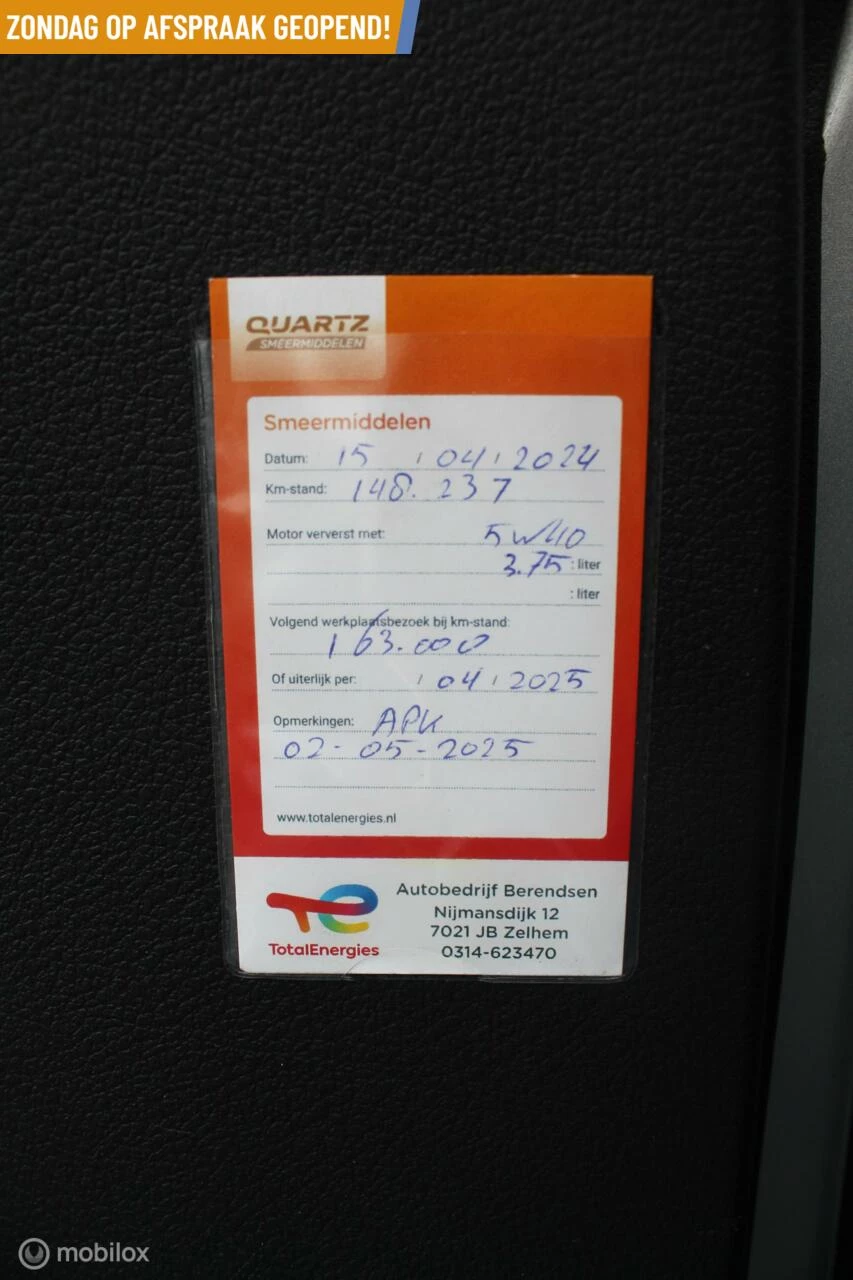 ZONDAG OP AFSPRAAK GEOPEND!
QUARTZ
SMEERMIDDELEN
Smeermiddelen
Datum: 15 / 04 / 2024
Km-stand: 148.237
Motor ververst met: 5W40
3.75 : liter
: liter
Volgend werkplaatsbezoek bij km-stand:
163.000
Of uiterlijk per: / 04 / 2025
Opmerkingen: APK
02-05-2025
www.totalenergies.nl
TotalEnergies
Autobedrijf Berendsen
Nijmansdijk 12
7021 JB Zelhem
0314-623470
mobilox